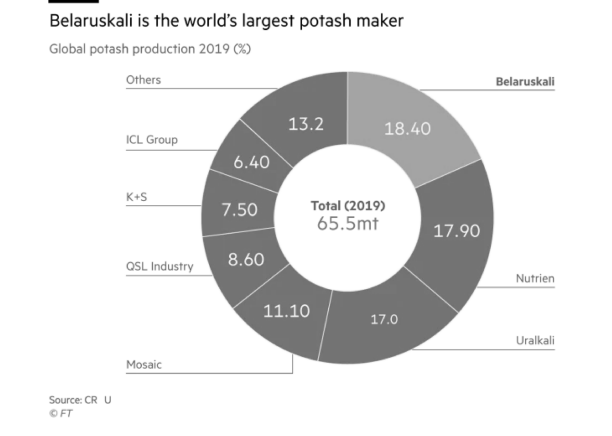 Belaruskali is the world's largest potash maker
Global potash production 2019 (%)
Others
Belaruskali
13.2
18.40
ICL Group
6.40
K+S
7.50
Total (2019)
65.5mt
17.90
QSL Industry
8.60
Nutrien
11.10
17.0
Uralkali
Mosaic
Source: CR U
© FT